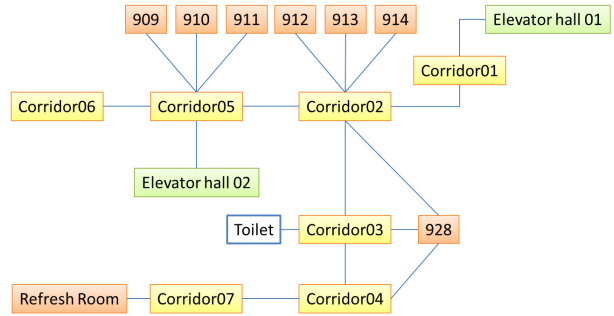 909
910
911
912
913
914
Elevator hall 01
Corridor01
Corridor06
Corridor05
Corridor02
Elevator hall 02
Toilet
Corridor03
928
Refresh Room
Corridor07
Corridor04